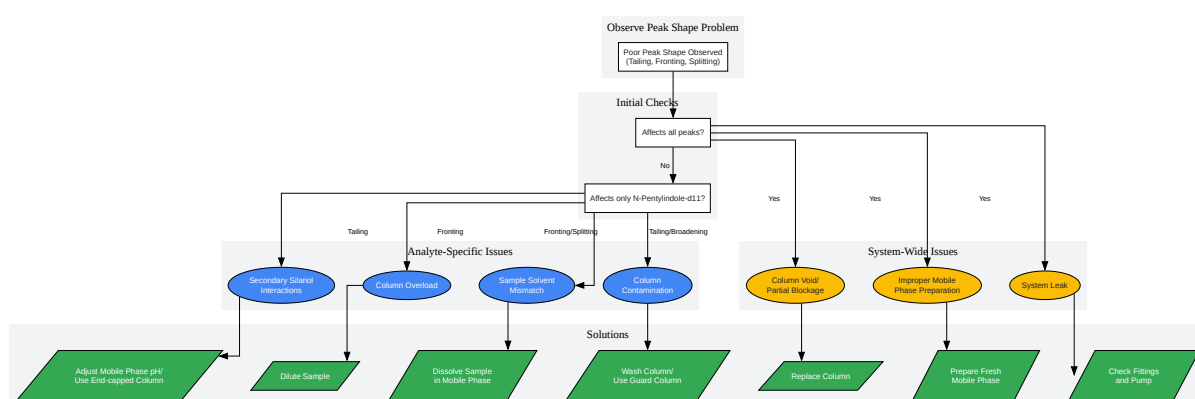 Observe Peak Shape Problem
Poor Peak Shape Observed
(Tailing, Fronting, Splitting)
Initial Checks
Affects all peaks?
No
Affects only N-Pentylindole-d11?
Yes
Yes
Yes
Tailing
Fronting
Fronting/Splitting
Tailing/Broadening
Analyte-Specific Issues
System-Wide Issues
Secondary Silanol
Interactions
Column Overload
Sample Solvent
Mismatch
Column
Contamination
Column Void/
Partial Blockage
Improper Mobile
Phase Preparation
System Leak
Solutions
Adjust Mobile Phase pH/
Use End-capped Column
Dilute Sample
Dissolve Sample
in Mobile Phase
Wash Column/
Use Guard Column
Replace Column
Prepare Fresh
Mobile Phase
Check Fittings
and Pump